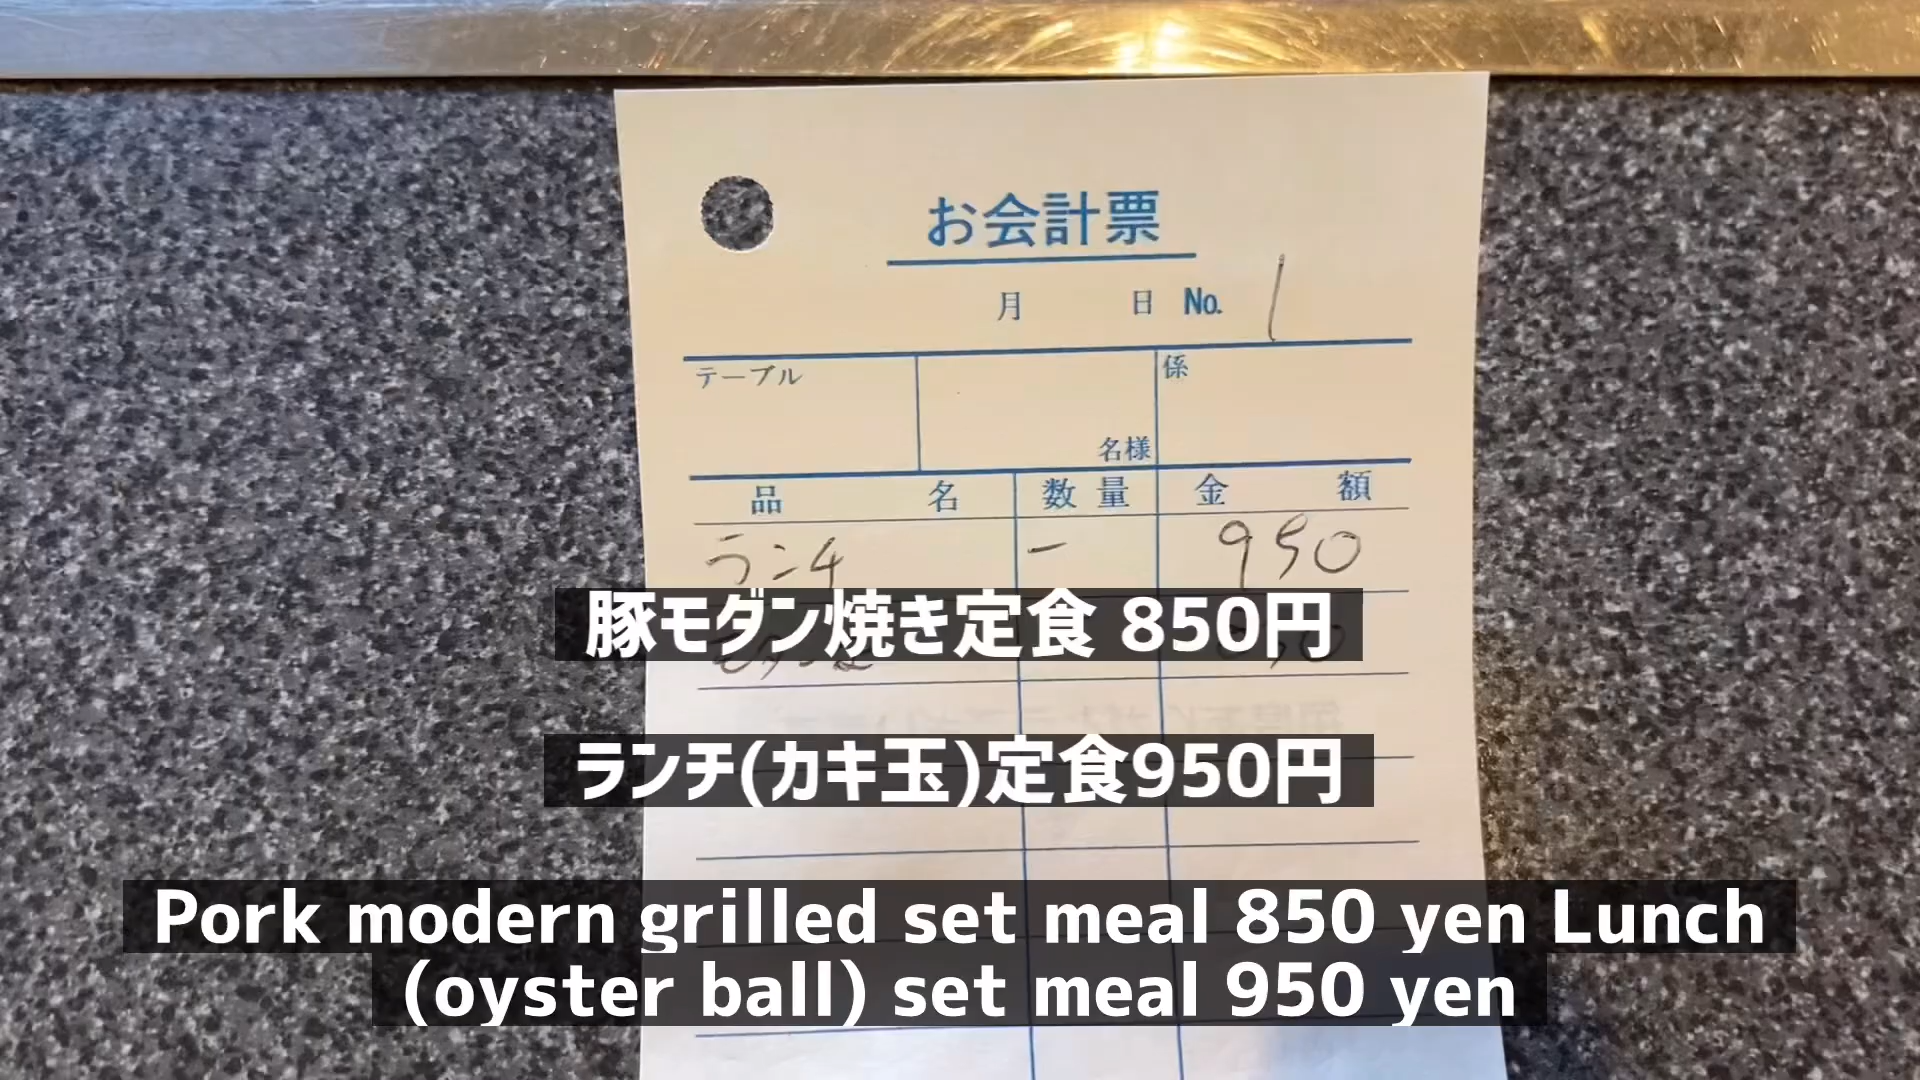 お会計票
月 日 No. 1
テーブル 名様 係
品名 数量 金額
ランチ 一 950
豚モダン焼き定食 850円
ランチ(カキ玉)定食950円
Pork modern grilled set meal 850 yen Lunch
(oyster ball) set meal 950 yen